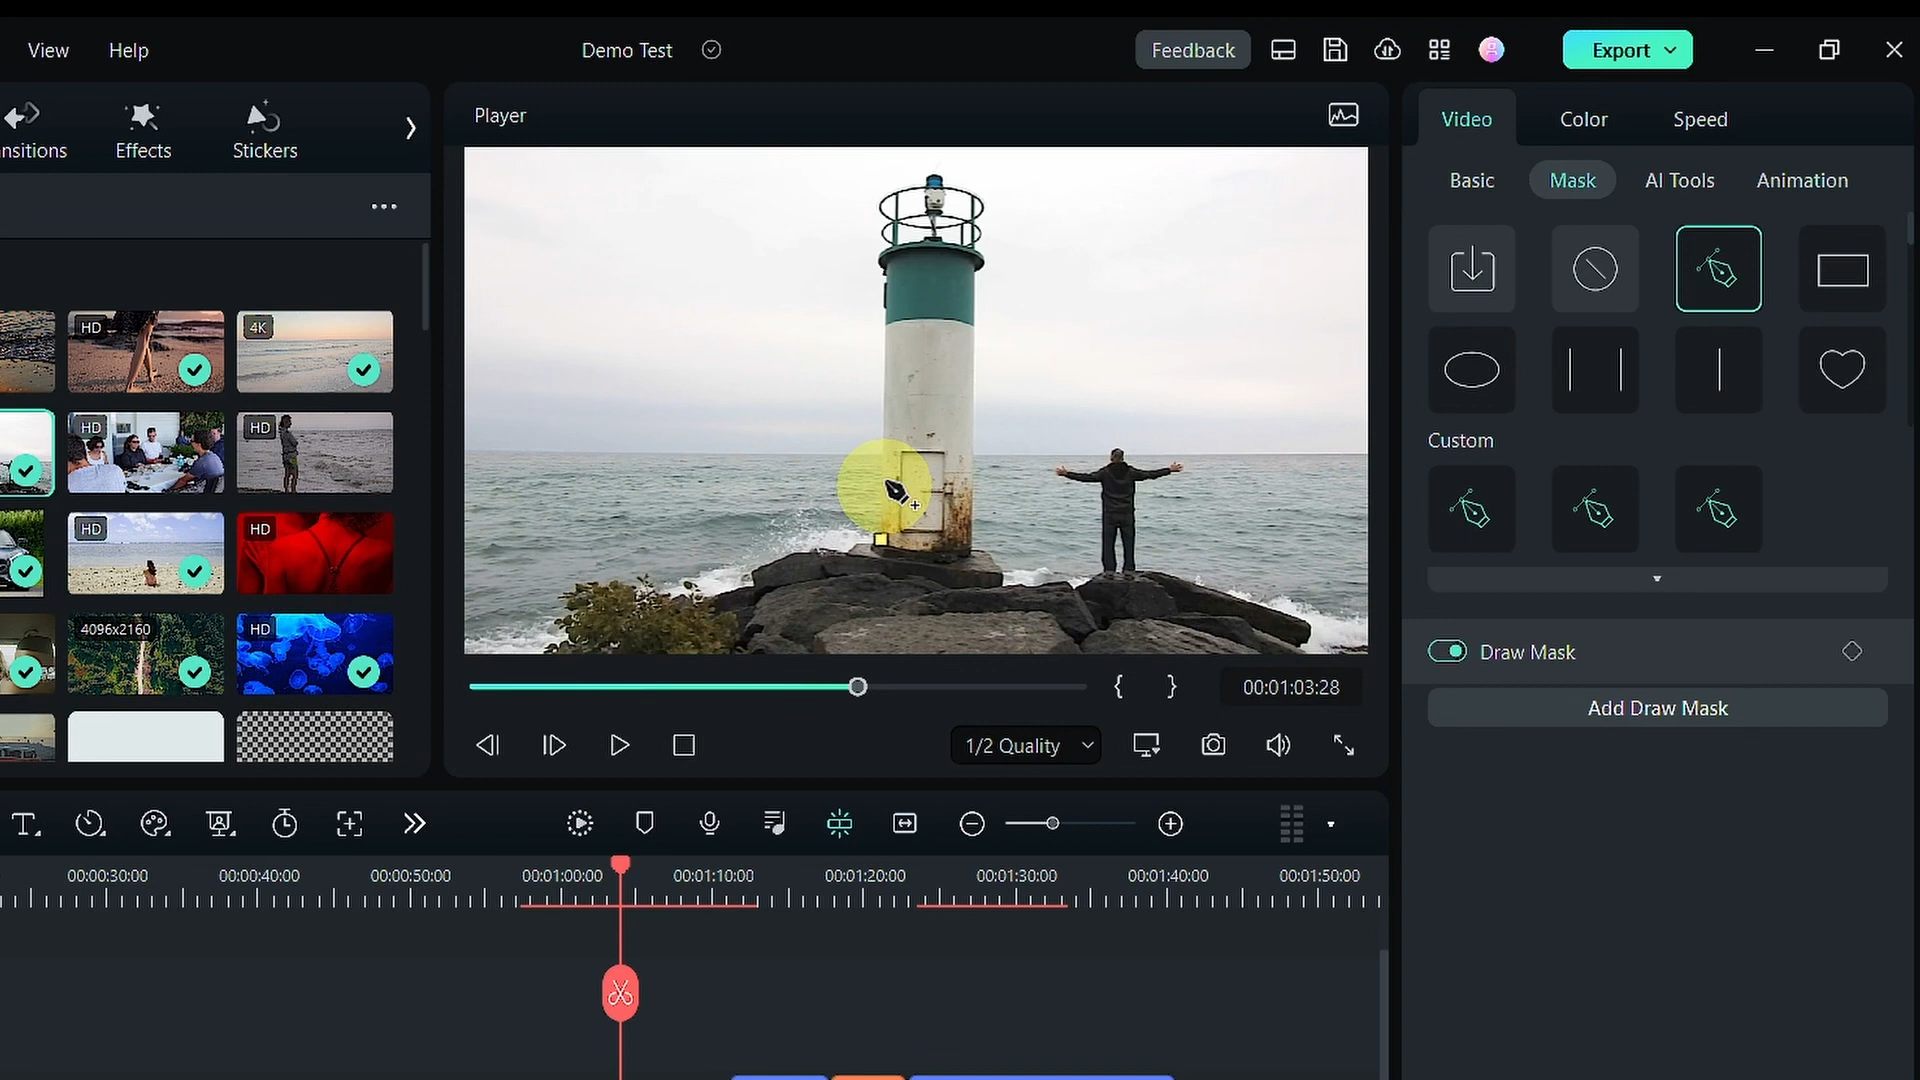 View Help Demo Test Feedback Export
nsitions Effects Stickers
Player
Video Color Speed
Basic Mask AI Tools Animation
HD 4K
HD HD
HD HD
4096x2160 HD
Custom
Draw Mask
Add Draw Mask
00:01:03:28
1/2 Quality
00:00:30:00 00:00:40:00 00:00:50:00 00:01:00:00 00:01:10:00 00:01:20:00 00:01:30:00 00:01:40:00 00:01:50:00